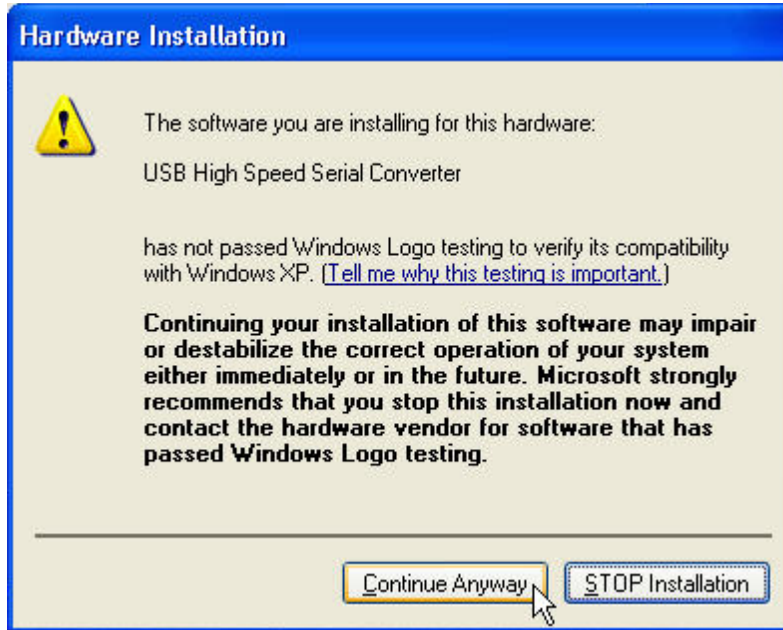 Hardware Installation
The software you are installing for this hardware:
USB High Speed Serial Converter
has not passed Windows Logo testing to verify its compatibility
with Windows XP. (Tell me why this testing is important.)
Continuing your installation of this software may impair
or destabilize the correct operation of your system
either immediately or in the future. Microsoft strongly
recommends that you stop this installation now and
contact the hardware vendor for software that has
passed Windows Logo testing.
Continue Anyway
STOP Installation